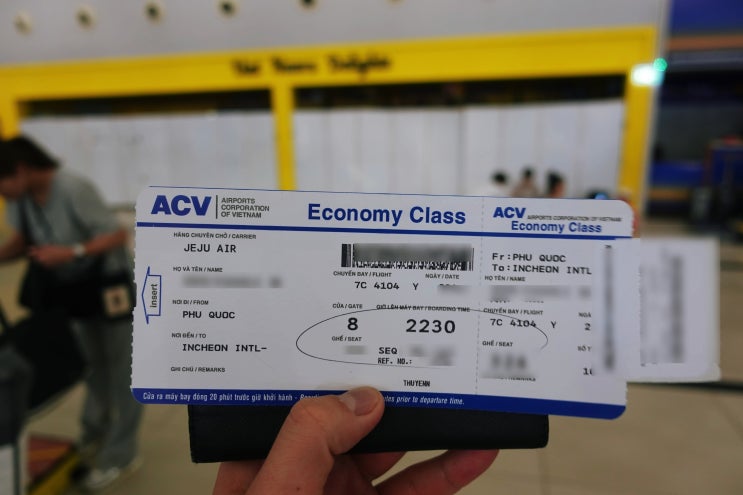 ACV
AIRPORTS
CORPORATION
OF VIETNAM
Economy Class
HÃNG CHUYÊN CHỞ / CARRIER
JEJU AIR
HỌ VÀ TÊN / NAME
CHUYẾN BAY / FLIGHT
NGÀY / DATE
7C 4104 Y
NƠI ĐI / FROM
PHU QUOC
CỬA / GATE
GIỜ LÊN MÁY BAY / BOARDING TIME
8
2230
NƠI ĐẾN / TO
INCHEON INTL-
GHẾ / SEAT
SEQ
REF. NO.:
GHI CHÚ / REMARKS
THUYENN
insert
Cửa ra máy bay đóng 20 phút trước giờ khởi hành - prior to departure time.
ACV
AIRPORTS CORPORATION OF VIETNAM
Economy Class
Fr:PHU QUOC
To:INCHEON INTL
HỌ TÊN / NAME
CHUYẾN BAY / FLIGHT
7C 4104 Y
GHẾ / SEAT